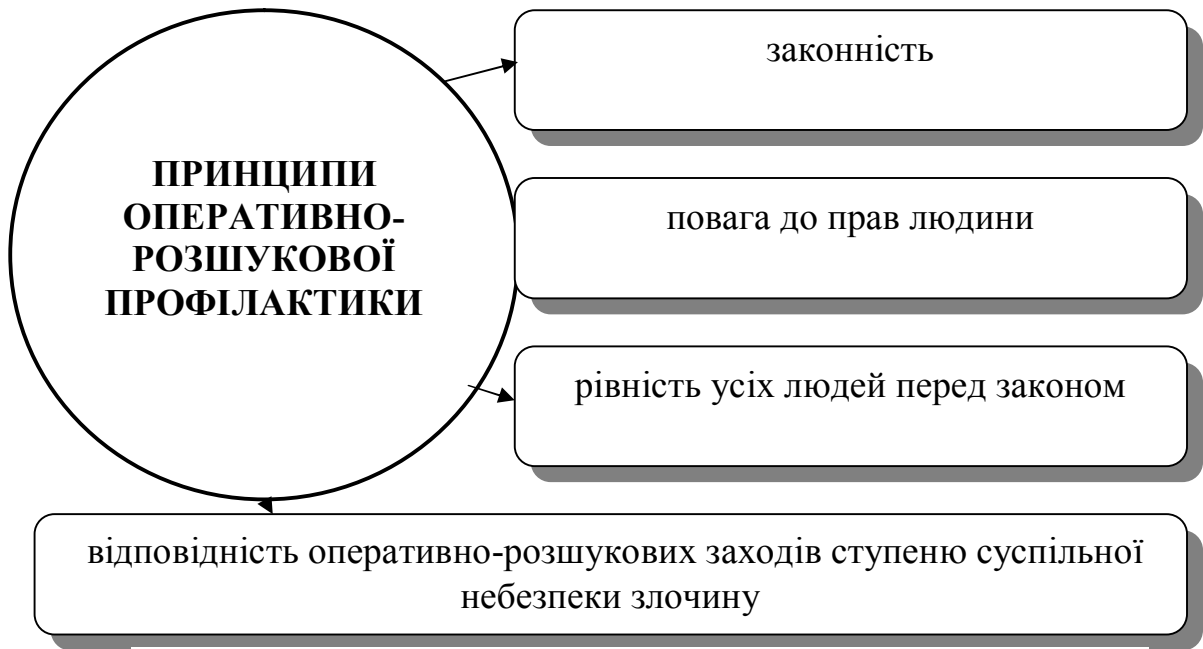 законність
ПРИНЦИПИ
ОПЕРАТИВНО-
РОЗШУКОВОЇ
ПРОФІЛАКТИКИ
повага до прав людини
рівність усіх людей перед законом
відповідність оперативно-розшукових заходів ступеню суспільної
небезпеки злочину